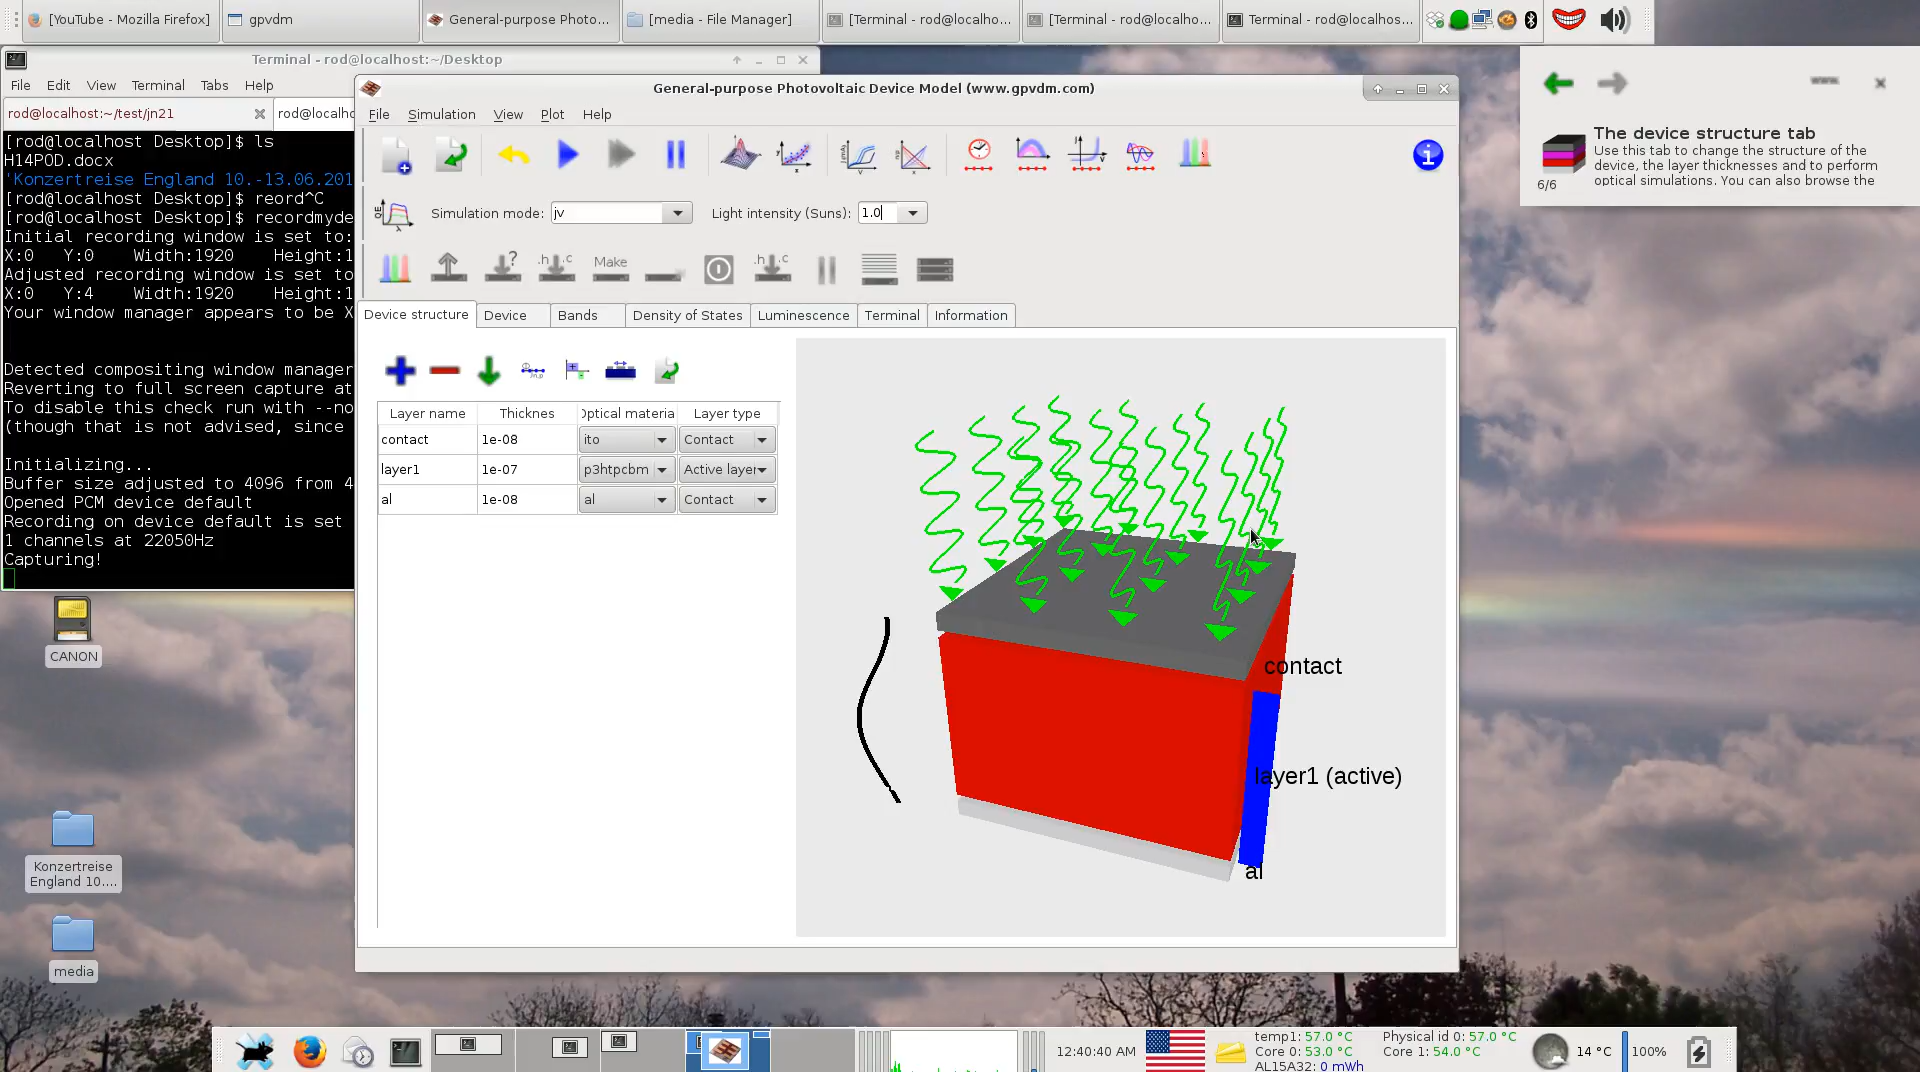 [YouTube - Mozilla Firefox]
gpvdm
General-purpose Photo...
[media - File Manager]
[Terminal - rod@localho...
[Terminal - rod@localho...
Terminal - rod@localhos...
Terminal - rod@localho:~/Desktop
File Edit View Terminal Tabs Help
rod@localhost:~/test/jn21
rod@localho
[rod@localhost Desktop]$ ls
H14POD.docx
'Konzertreise England 10.-13.06.201
[rod@localhost Desktop]$ reord^C
[rod@localhost Desktop]$ recordmyde
Initial recording window is set to:
X:0 Y:0 Width:1920 Height:1
Adjusted recording window is set to
X:0 Y:4 Width:1920 Height:1
Your window manager appears to be X
Detected compositing window manager
Reverting to full screen capture at
To disable this check run with --no
(though that is not advised, since
Initializing...
Buffer size adjusted to 4096 from 4
Opened PCM device default
Recording on device default is set
1 channels at 22050Hz
Capturing!
General-purpose Photovoltaic Device Model (www.gpvdm.com)
File Simulation View Plot Help
QE
Simulation mode: jv
Light intensity (Suns): 1.0
.h .c
Make
.h .c
Device structure
Device
Bands
Density of States
Luminescence
Terminal
Information
Layer name Thicknes Optical materia Layer type
contact 1e-08 ito Contact
layer1 1e-07 p3htpcbm Active layer
al 1e-08 al Contact
contact
layer1 (active)
al
www
The device structure tab
Use this tab to change the structure of the
device, the layer thicknesses and to perform
optical simulations. You can also browse the
6/6
CANON
Konzertreise
England 10....
media
12:40:40 AM
temp1: 57.0 °C Physical id 0: 57.0 °C
Core 0: 53.0 °C Core 1: 54.0 °C
AL15A32: 0 mWh
14 °C
100%